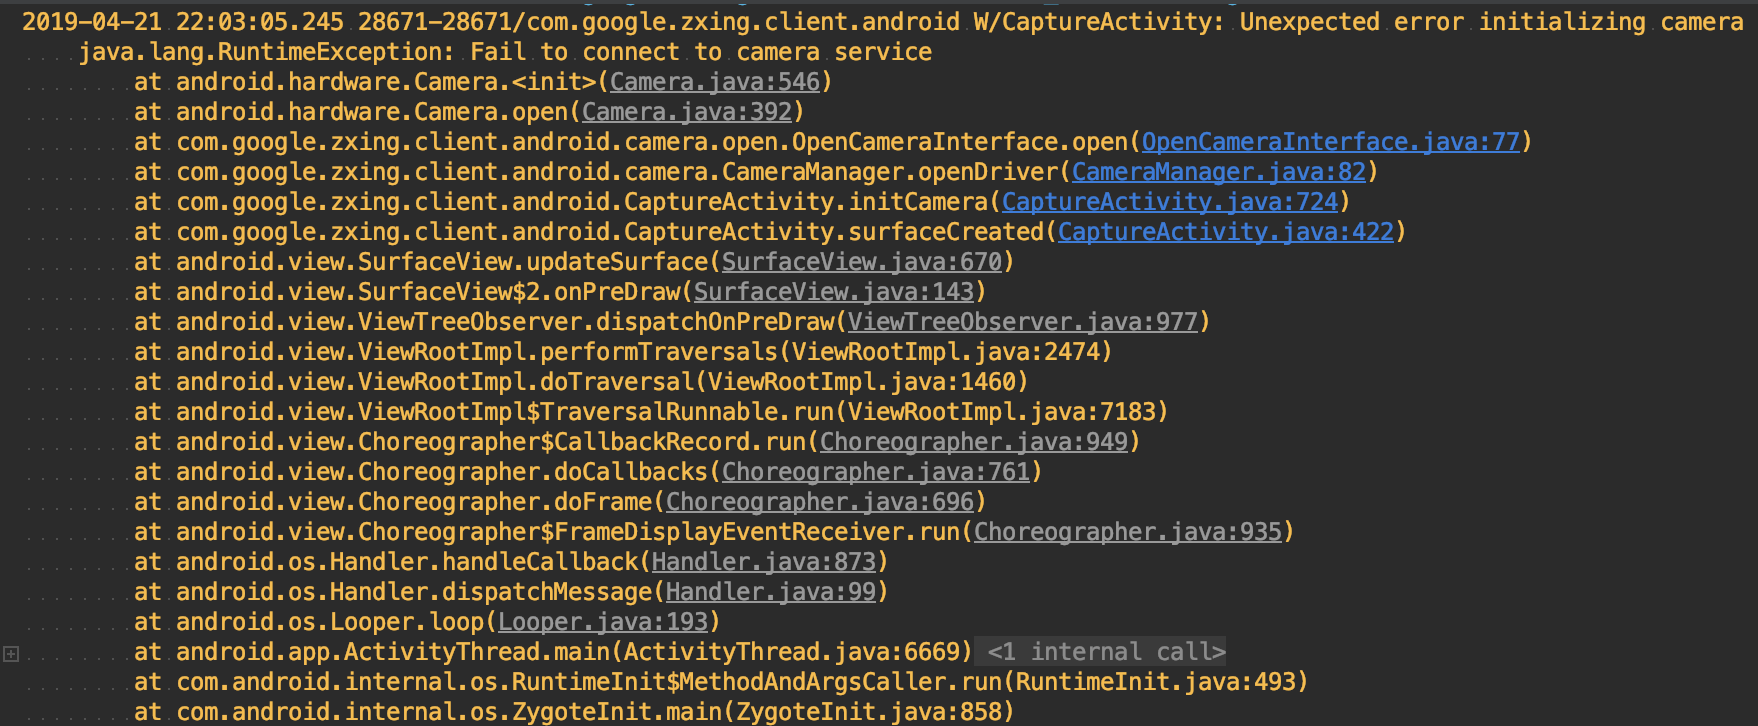 2019-04-21 22:03:05.245 28671-28671/com.google.zxing.client.android W/CaptureActivity: Unexpected error initializing camera
java.lang.RuntimeException: Fail to connect to camera service
at android.hardware.Camera.<init>(Camera.java:546)
at android.hardware.Camera.open(Camera.java:392)
at com.google.zxing.client.android.camera.open.OpenCameraInterface.open(OpenCameraInterface.java:77)
at com.google.zxing.client.android.camera.CameraManager.openDriver(CameraManager.java:82)
at com.google.zxing.client.android.CaptureActivity.initCamera(CaptureActivity.java:724)
at com.google.zxing.client.android.CaptureActivity.surfaceCreated(CaptureActivity.java:422)
at android.view.SurfaceView.updateSurface(SurfaceView.java:670)
at android.view.SurfaceView$2.onPreDraw(SurfaceView.java:143)
at android.view.ViewTreeObserver.dispatchOnPreDraw(ViewTreeObserver.java:977)
at android.view.ViewRootImpl.performTraversals(ViewRootImpl.java:2474)
at android.view.ViewRootImpl.doTraversal(ViewRootImpl.java:1460)
at android.view.ViewRootImpl$TraversalRunnable.run(ViewRootImpl.java:7183)
at android.view.Choreographer$CallbackRecord.run(Choreographer.java:949)
at android.view.Choreographer.doCallbacks(Choreographer.java:761)
at android.view.Choreographer.doFrame(Choreographer.java:696)
at android.view.Choreographer$FrameDisplayEventReceiver.run(Choreographer.java:935)
at android.os.Handler.handleCallback(Handler.java:873)
at android.os.Handler.dispatchMessage(Handler.java:99)
at android.os.Looper.loop(Looper.java:193)
at android.app.ActivityThread.main(ActivityThread.java:6669) <1 internal call>
at com.android.internal.os.RuntimeInit$MethodAndArgsCaller.run(RuntimeInit.java:493)
at com.android.internal.os.ZygoteInit.main(ZygoteInit.java:858)